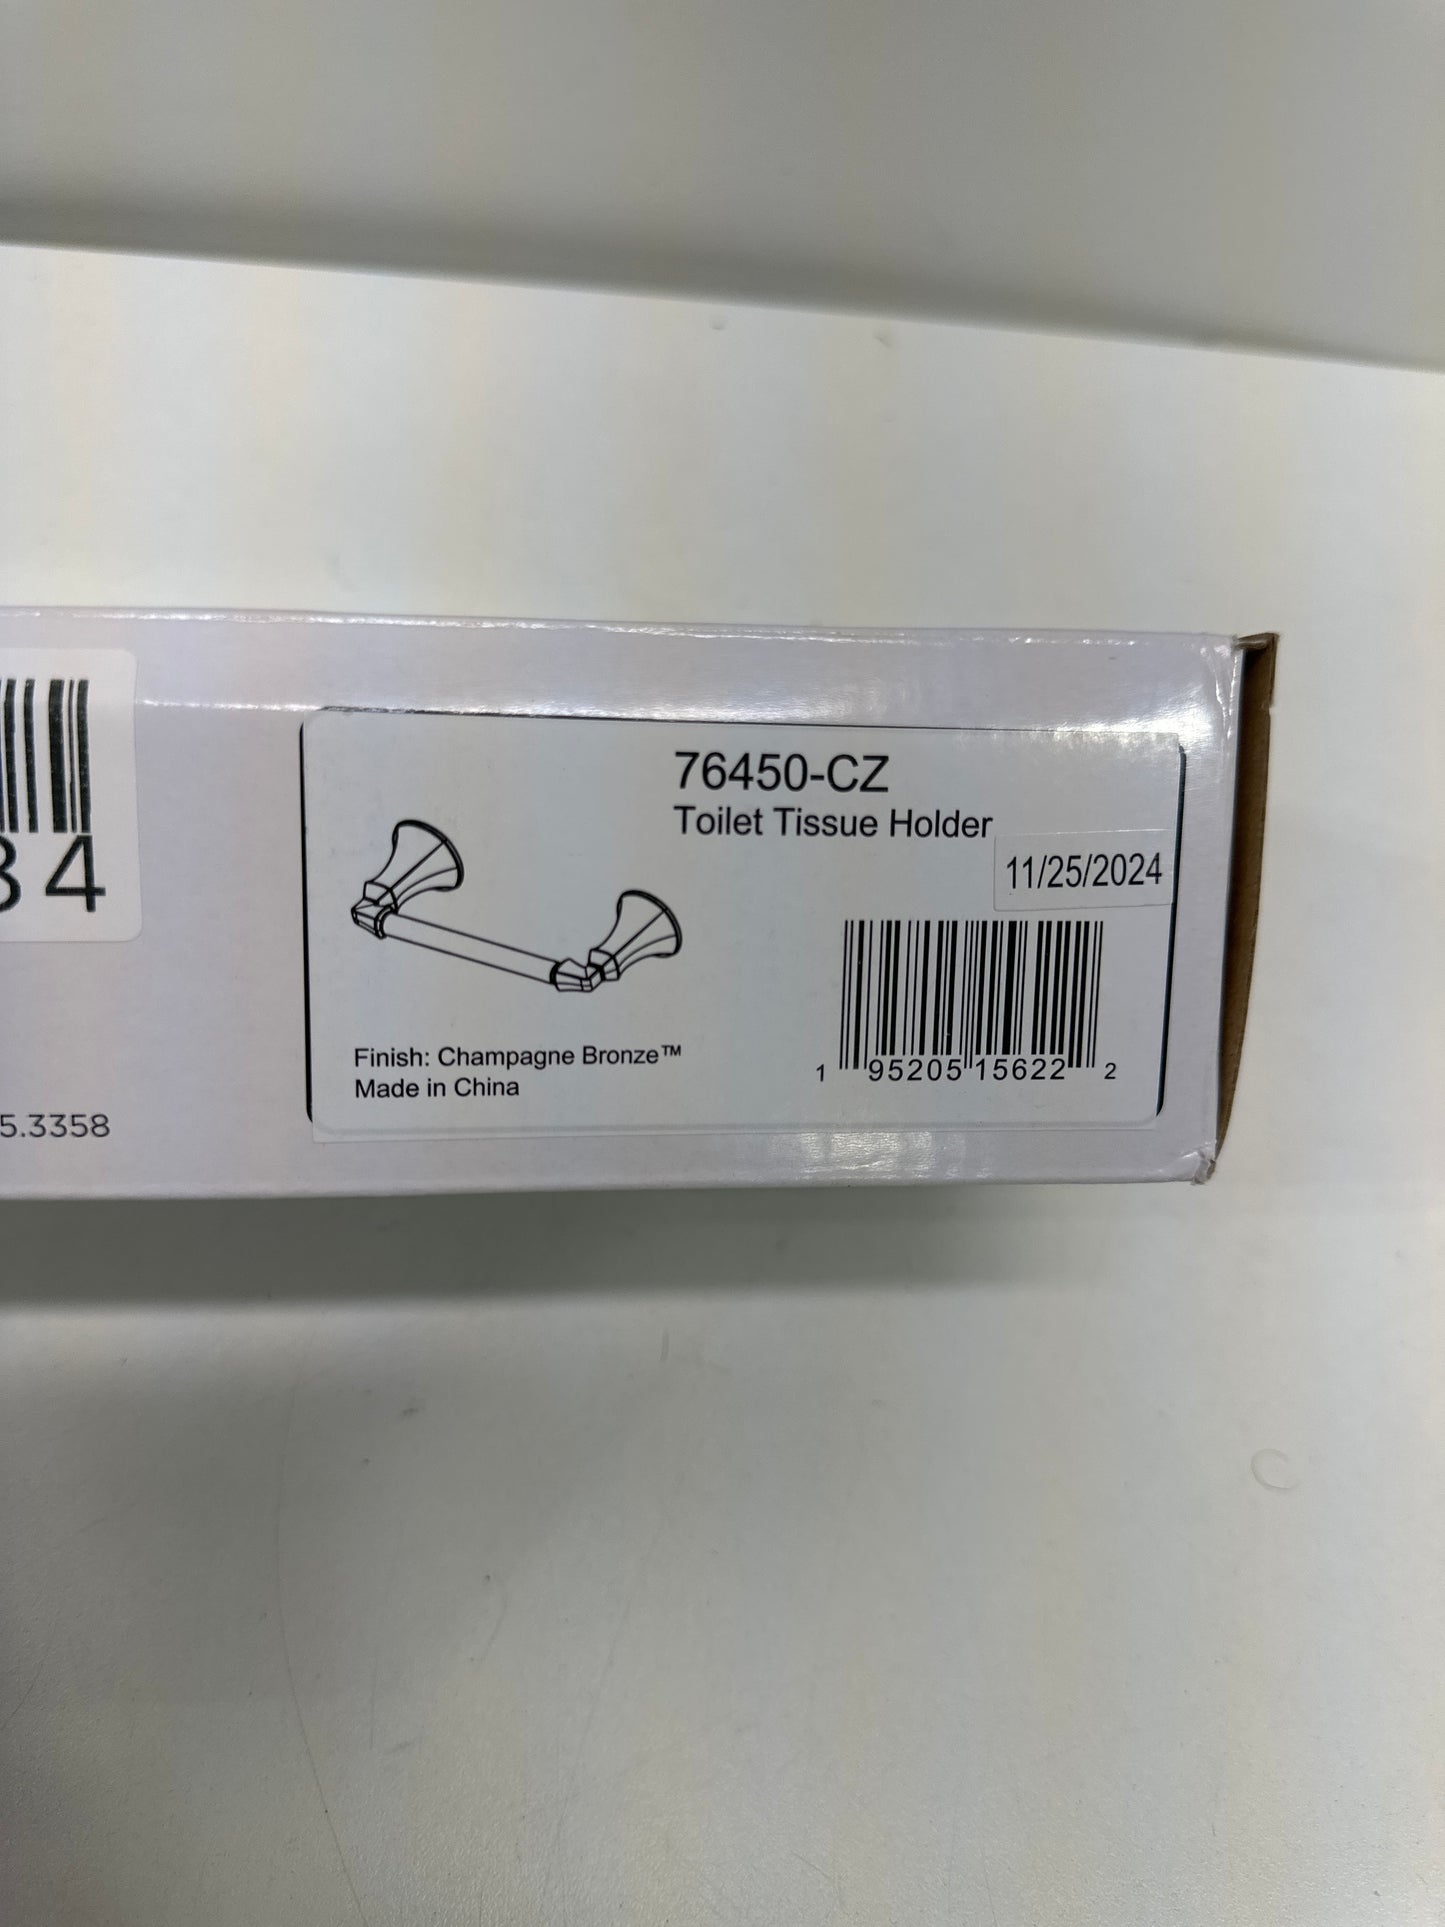 76450-CZ
Toilet Tissue Holder
11/25/2024
Finish: Champagne Bronze™
Made in China
1 95205 15622 2
34
5.3358